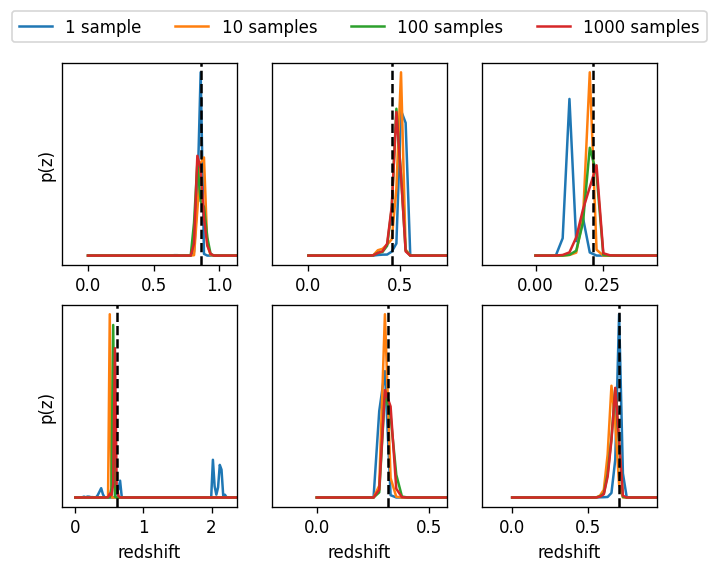 1 sample 10 samples 100 samples 1000 samples
p(z)
0.0 0.5 1.0 0.0 0.5 0.00 0.25
p(z)
0 1 2 0.0 0.5 0.0 0.5
redshift redshift redshift